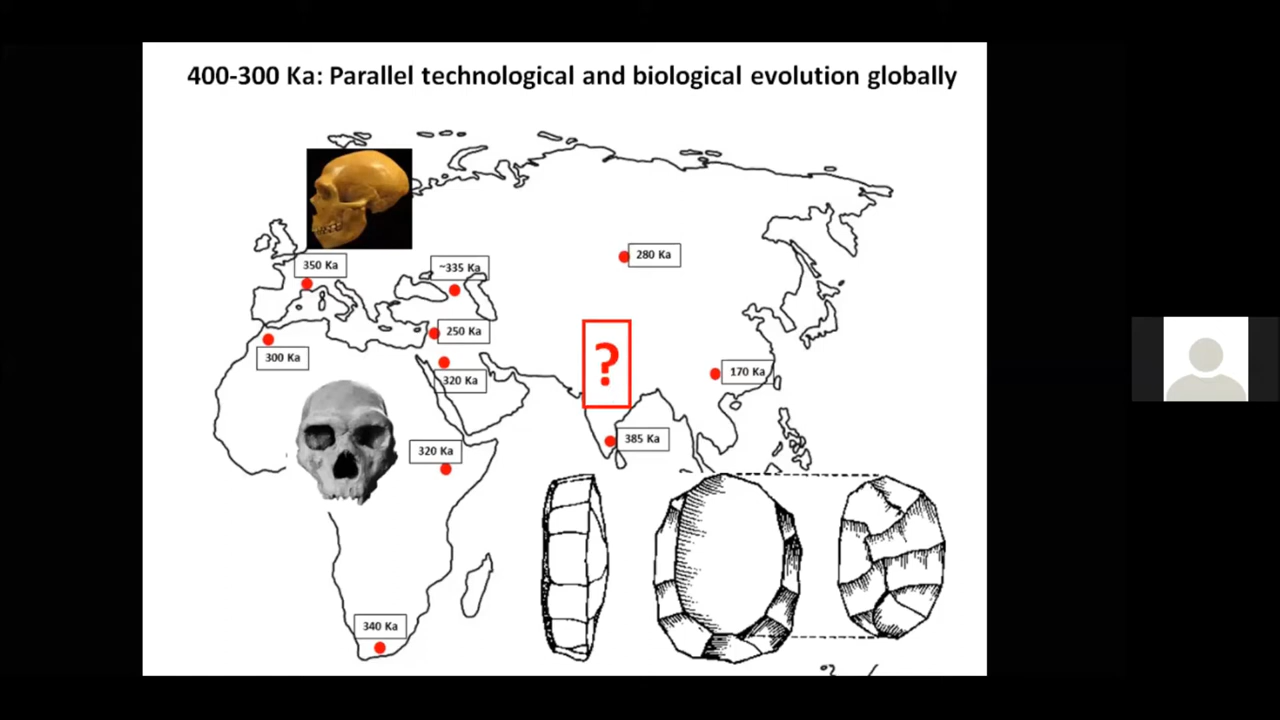 400-300 Ka: Parallel technological and biological evolution globally
280 Ka
350 Ka
~335 Ka
250 Ka
300 Ka
?
320 Ka
170 Ka
385 Ka
320 Ka
340 Ka